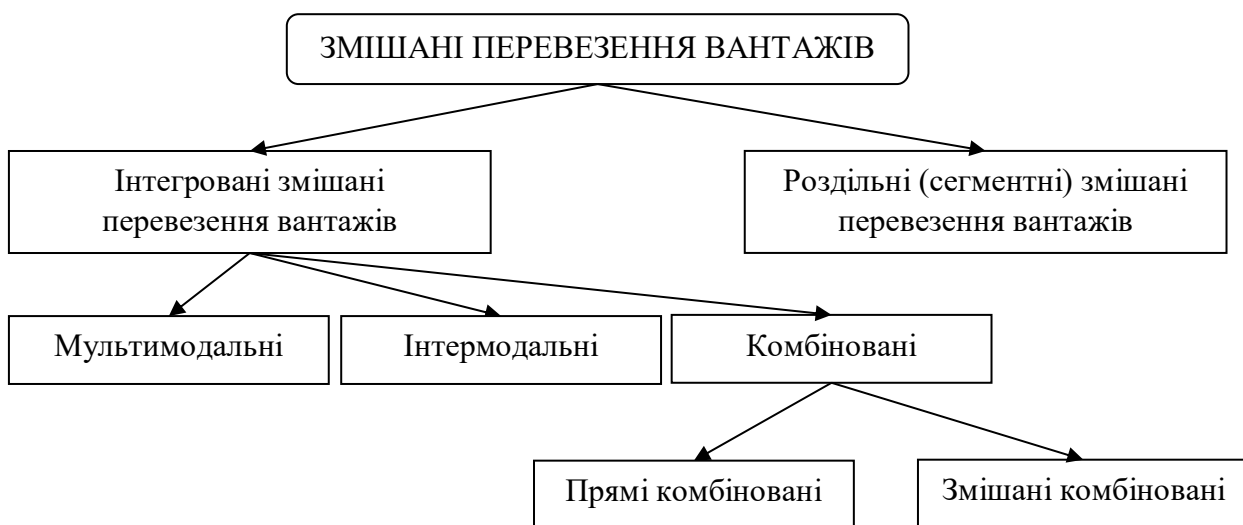 ЗМІШАНІ ПЕРЕВЕЗЕННЯ ВАНТАЖІВ
Інтегровані змішані
перевезення вантажів
Роздільні (сегментні) змішані
перевезення вантажів
Мультимодальні
Інтермодальні
Комбіновані
Прямі комбіновані
Змішані комбіновані